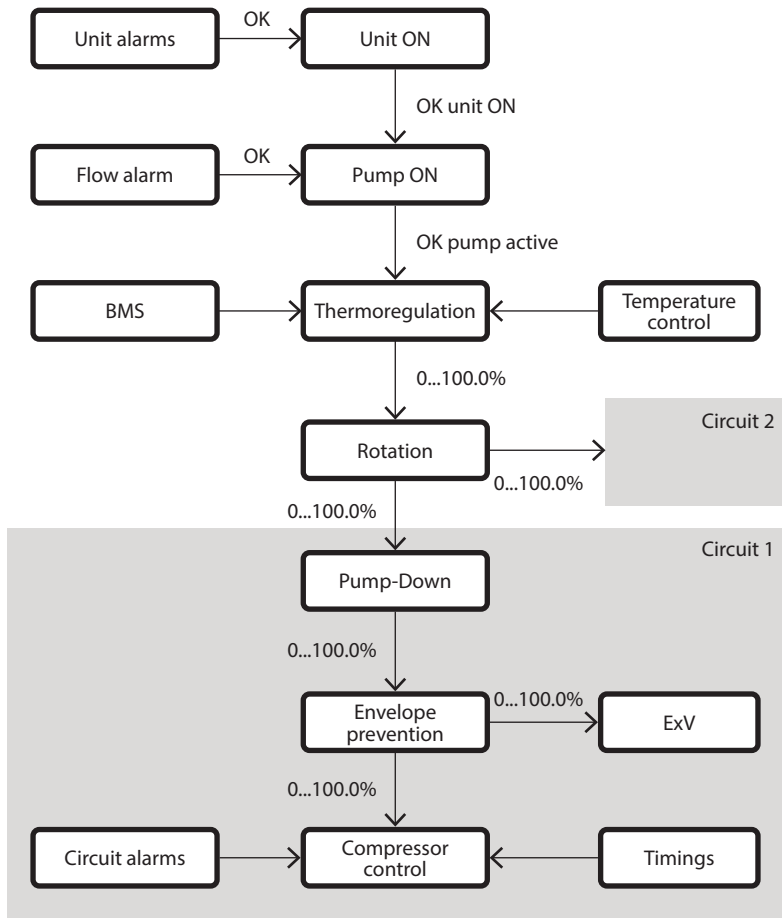 OK
Unit alarms
Unit ON
OK unit ON
OK
Flow alarm
Pump ON
OK pump active
BMS
Thermoregulation
Temperature
control
0...100.0%
Circuit 2
Rotation
0...100.0%
0...100.0%
Circuit 1
Pump-Down
0...100.0%
0...100.0%
Envelope
prevention
ExV
0...100.0%
Circuit alarms
Compressor
control
Timings